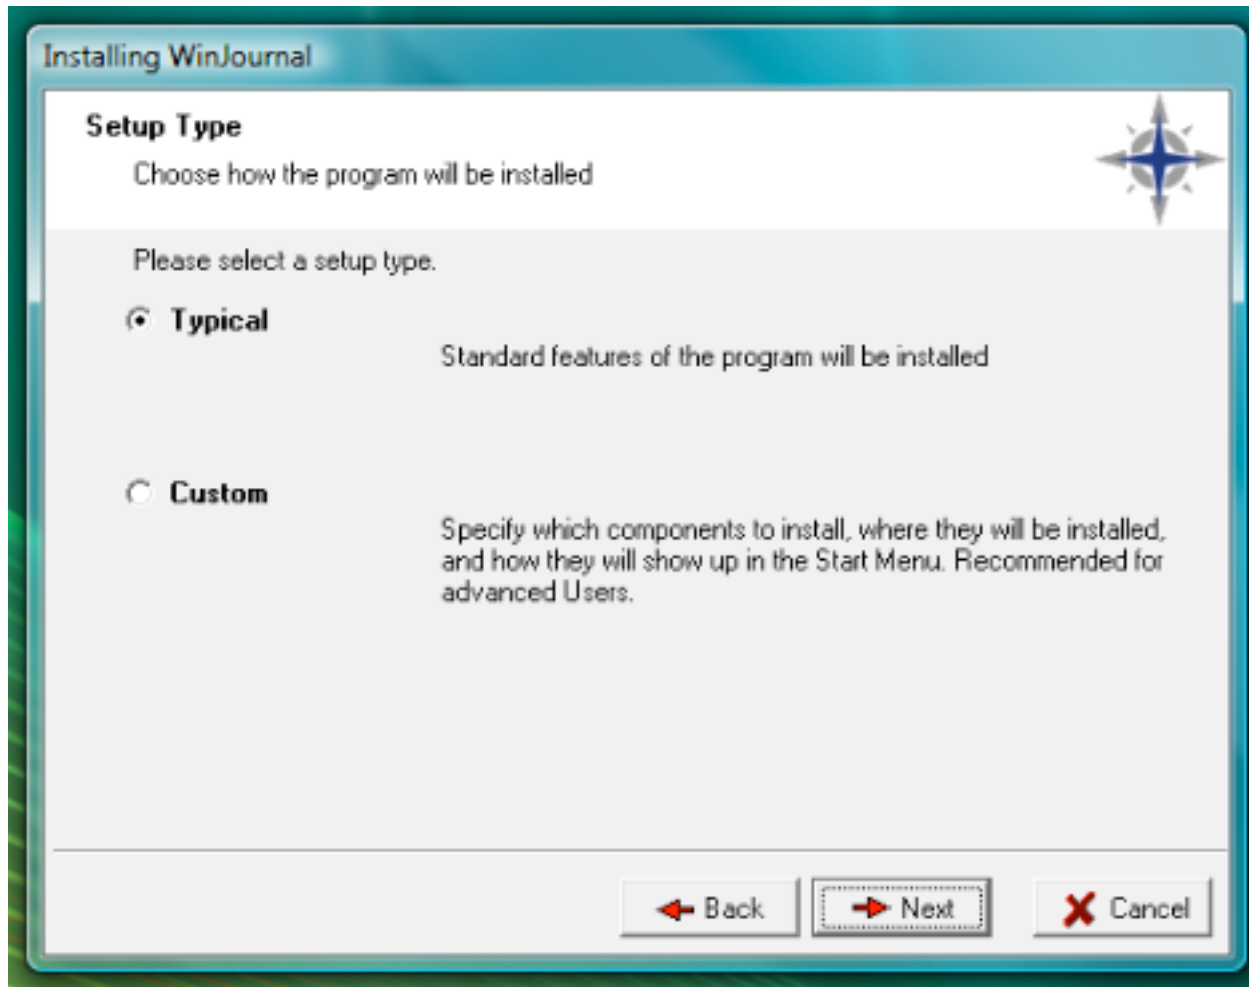 Installing WinJournal
Setup Type
Choose how the program will be installed
Please select a setup type.
Typical
Standard features of the program will be installed
Custom
Specify which components to install, where they will be installed,
and how they will show up in the Start Menu. Recommended for
advanced Users.
Back Next Cancel